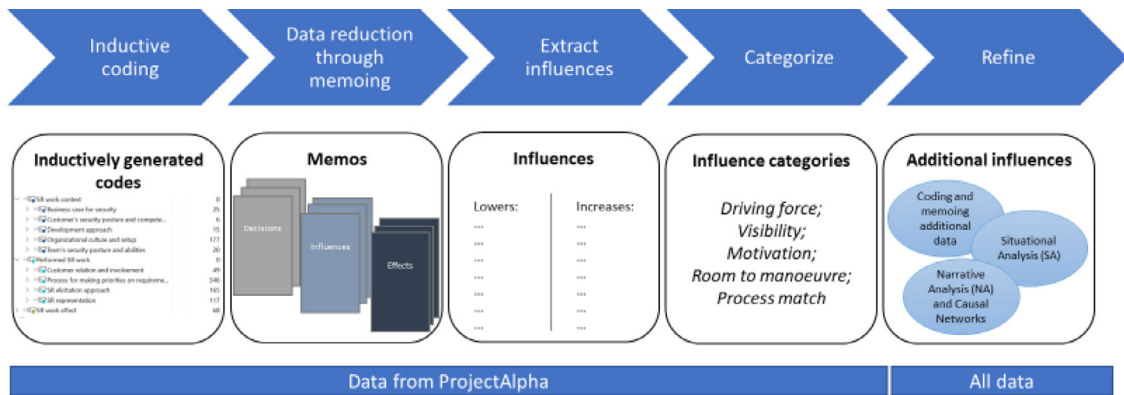 Inductive
coding
Data reduction
through
memoing
Extract
influences
Categorize
Refine
Inductively generated
codes
SR work context 0
Business case for security 25
Customer's security posture and compete... 6
Development approach 15
Organizational culture and setup 177
Team's security posture and abilities 20
Performed SR work 0
Customer relation and involvement 49
Process for making priorities on requireme... 346
SR elicitation approach 165
SR representation 117
SR work effect 68
Memos
Decisions
Influences
Effects
Influences
Lowers: Increases:
... ...
... ...
... ...
... ...
... ...
... ...
... ...
Influence categories
Driving force;
Visibility;
Motivation;
Room to manoeuvre;
Process match
Additional influences
Coding and
memoing
additional
data
Situational
Analysis (SA)
Narrative
Analysis (NA)
and Causal
Networks
Data from ProjectAlpha
All data